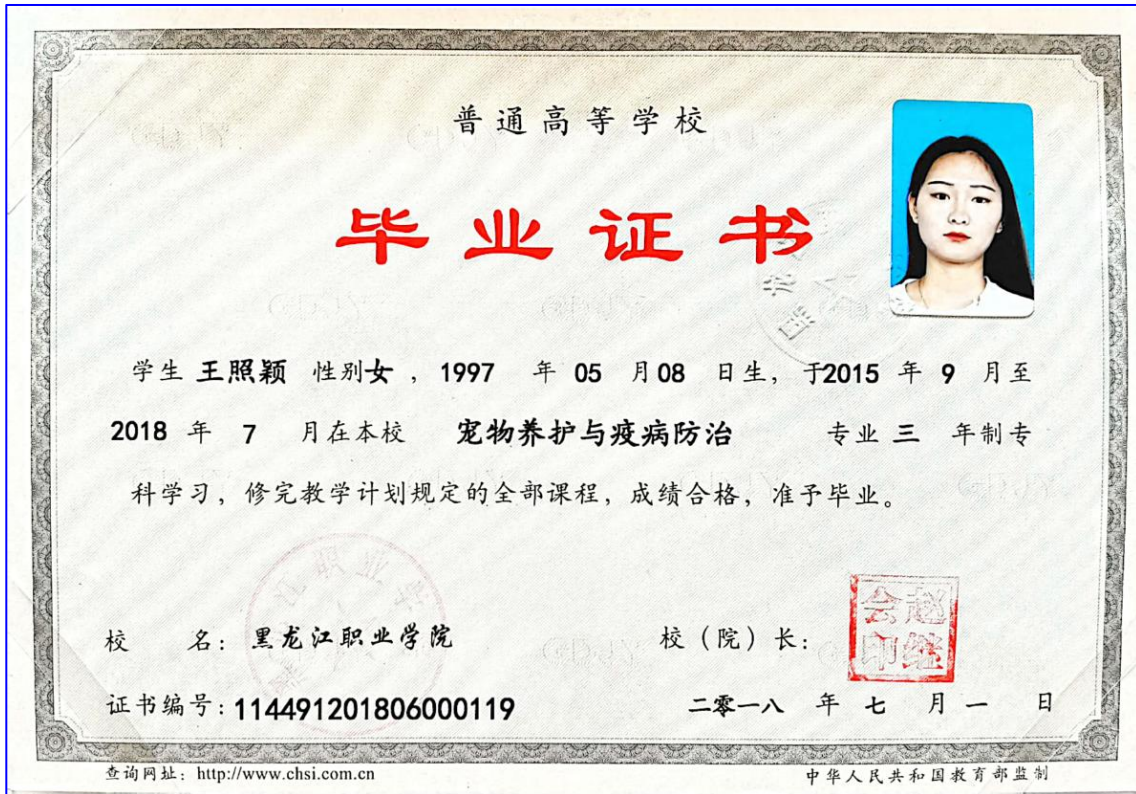 普通高等学校
毕业证书
学生 王照颖 性别女，1997 年 05 月08 日生，于2015 年 9 月至
2018 年 7 月在本校 宠物养护与疫病防治 专业 三 年制专
科学习，修完教学计划规定的全部课程，成绩合格，准予毕业。
校 名：黑龙江职业学院 校（院）长：赵继会印
证书编号：114491201806000119 二零一八 年 七 月 一 日
查询网址：http://www.chsi.com.cn 中华人民共和国教育部监制